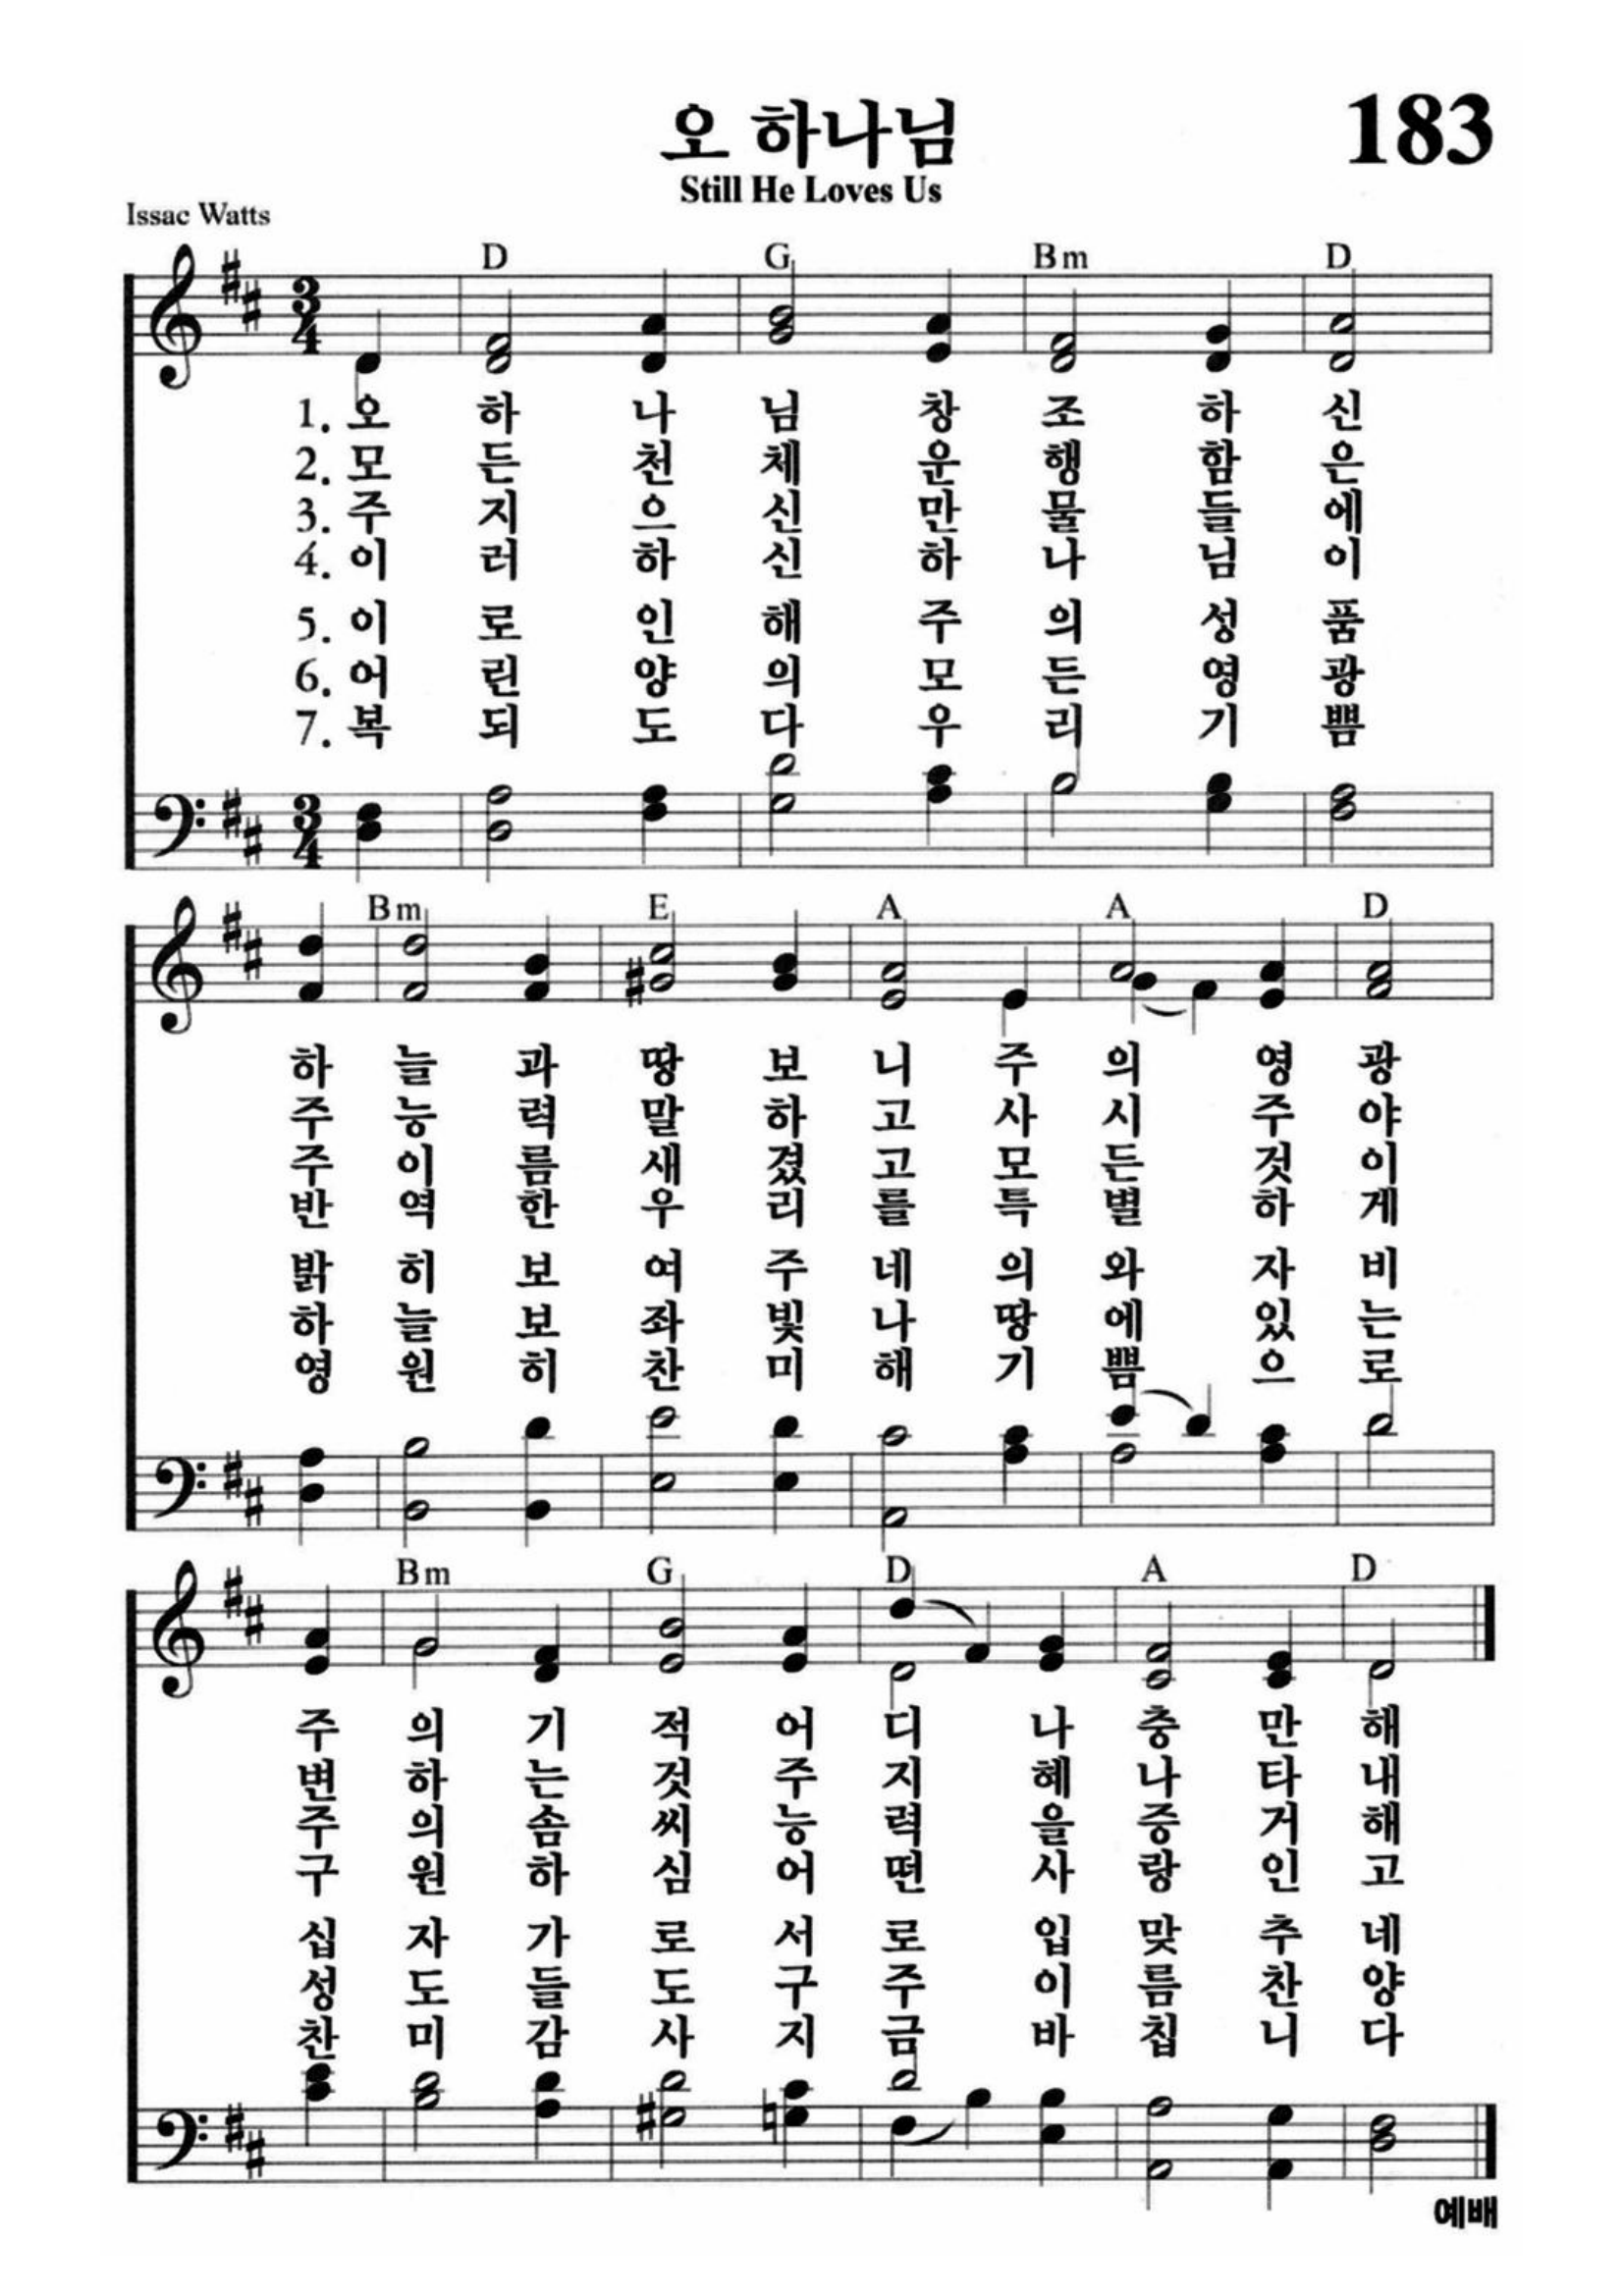 오 하나님
183
Still He Loves Us
Issac Watts
D G Bm D
1. 오 하 나 님 창 조 하 신
2. 모 든 천 체 운 행 함 은
3. 주 지 으 신 만 물 들 에
4. 이 러 하 신 하 나 님 이
5. 이 로 인 해 주 의 성 품
6. 어 린 양 의 모 든 영 광
7. 복 되 도 다 우 리 기 쁨
Bm E A A D
하 늘 과 땅 보 니 주 의 영 광
주 능 력 말 하 고 사 시 주 야
주 이 름 새 겼 고 모 든 것 이
반 역 한 우 리 를 특 별 하 게
밝 히 보 여 주 네 의 와 자 비
하 늘 보 좌 빛 나 땅 에 있 는
영 원 히 찬 미 해 기 쁨 으 로
Bm G D A D
주 의 기 적 어 디 나 충 만 해
변 하 는 것 주 지 혜 나 타 내
주 의 솜 씨 능 력 을 증 거 해
구 원 하 심 어 떤 사 랑 인 고
십 자 가 로 서 로 입 맞 추 네
성 도 들 도 구 주 이 름 찬 양
찬 미 감 사 지 금 바 칩 니 다
예배